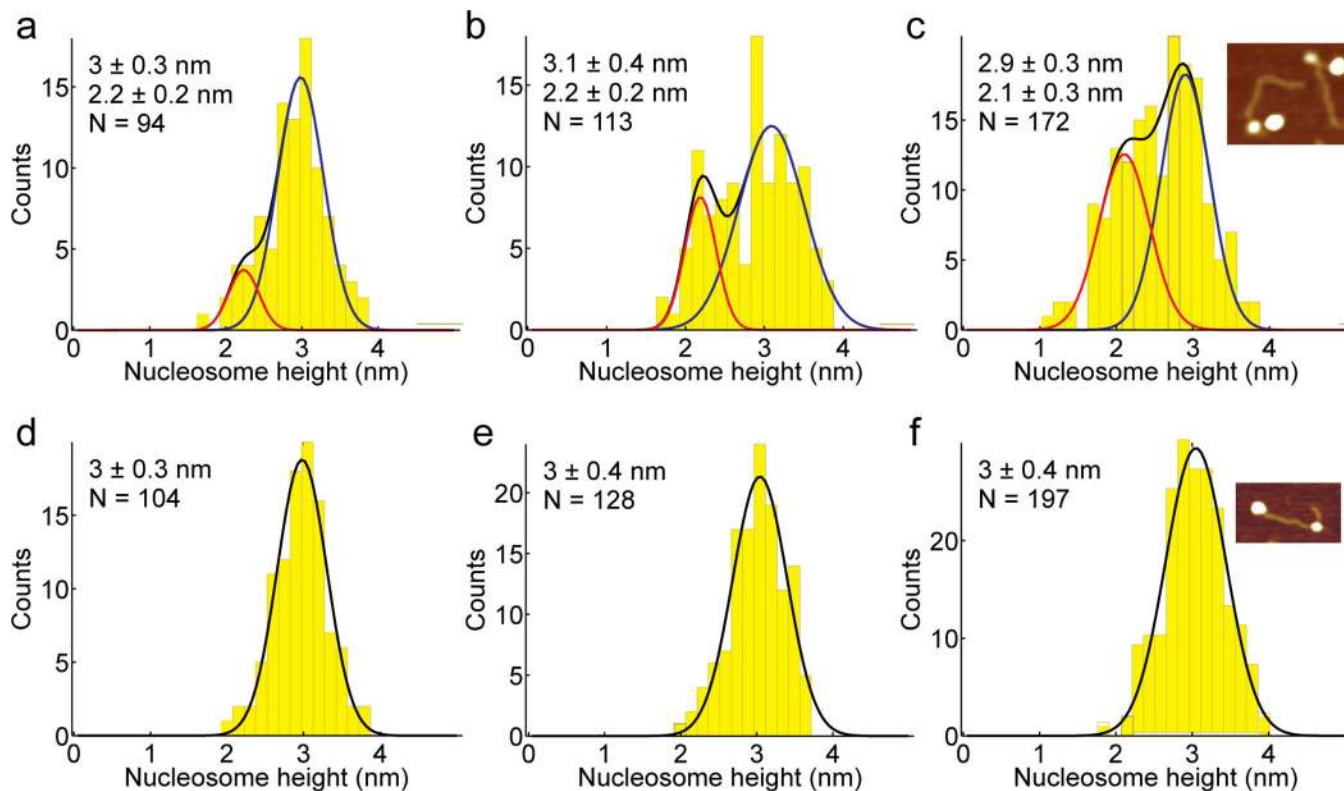 a
3 ± 0.3 nm
2.2 ± 0.2 nm
N = 94
Counts
15
10
5
0
0 1 2 3 4
Nucleosome height (nm)
b
3.1 ± 0.4 nm
2.2 ± 0.2 nm
N = 113
Counts
15
10
5
0
0 1 2 3 4
Nucleosome height (nm)
c
2.9 ± 0.3 nm
2.1 ± 0.3 nm
N = 172
Counts
15
10
5
0
0 1 2 3 4
Nucleosome height (nm)
d
3 ± 0.3 nm
N = 104
Counts
15
10
5
0
0 1 2 3 4
Nucleosome height (nm)
e
3 ± 0.4 nm
N = 128
Counts
20
15
10
5
0
0 1 2 3 4
Nucleosome height (nm)
f
3 ± 0.4 nm
N = 197
Counts
20
10
0
0 1 2 3 4
Nucleosome height (nm)